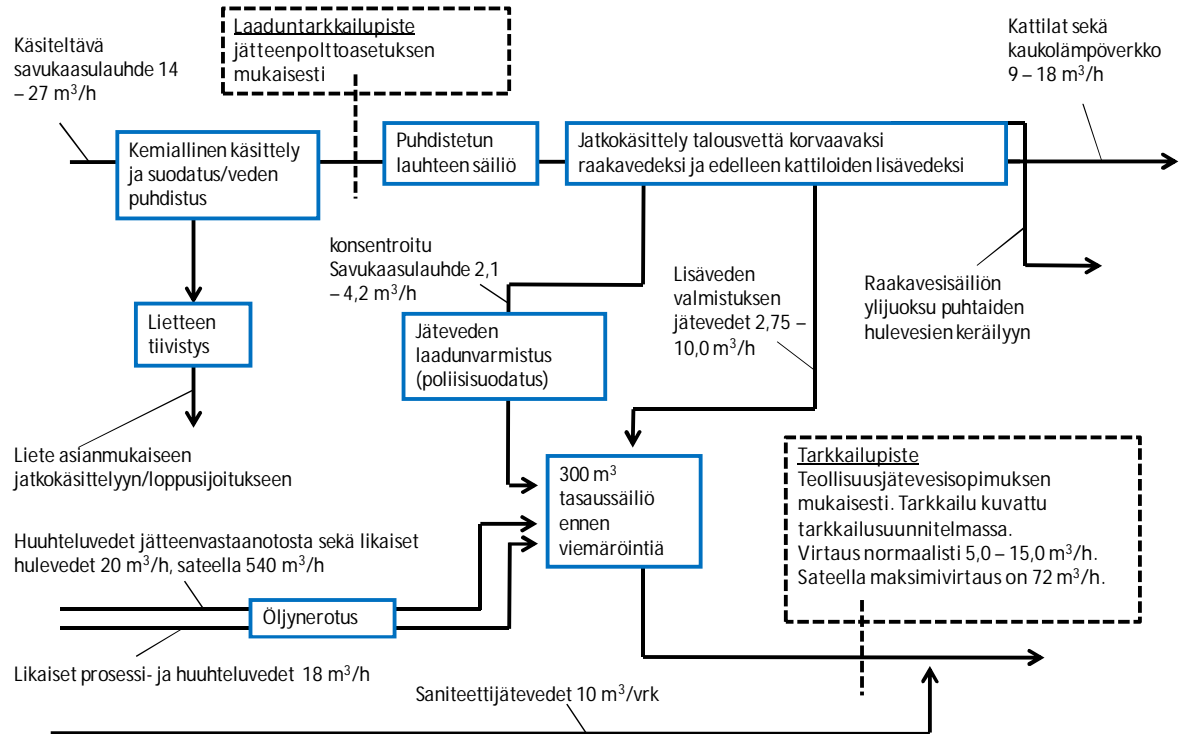 Käsiteltävä
savukaasulauhde 14
– 27 m³/h
Laaduntarkkailupiste
jätteenpolttoasetuksen
mukaisesti
Kattilat sekä
kaukolämpöverkko
9 – 18 m³/h
Kemiallinen käsittely
ja suodatus/veden
puhdistus
Puhdistetun
lauhteen säiliö
Jatkokäsittely talousvettä korvaavaksi
raakavedeksi ja edelleen kattiloiden lisävedeksi
konsentroitu
Savukaasulauhde 2,1
– 4,2 m³/h
Lisäveden
valmistuksen
jätevedet 2,75 –
10,0 m³/h
Raakavesisäiliön
ylijuoksu puhtaiden
hulevesien keräilyyn
Lietteen
tiivistys
Jäteveden
laadunvarmistus
(poliisisuodatus)
Liete asianmukaiseen
jatkokäsittelyyn/loppusijoitukseen
300 m³
tasaussäiliö
ennen
viemäröintiä
Tarkkailupiste
Teollisuusjätevesisopimuksen
mukaisesti. Tarkkailu kuvattu
tarkkailusuunnitelmassa.
Virtaus normaalisti 5,0 – 15,0 m³/h.
Sateella maksimivirtaus on 72 m³/h.
Huuhteluvedet jätteenvastaanotosta sekä likaiset
hulevedet 20 m³/h, sateella 540 m³/h
Öljynerotus
Likaiset prosessi- ja huuhteluvedet 18 m³/h
Saniteettijätevedet 10 m³/vrk